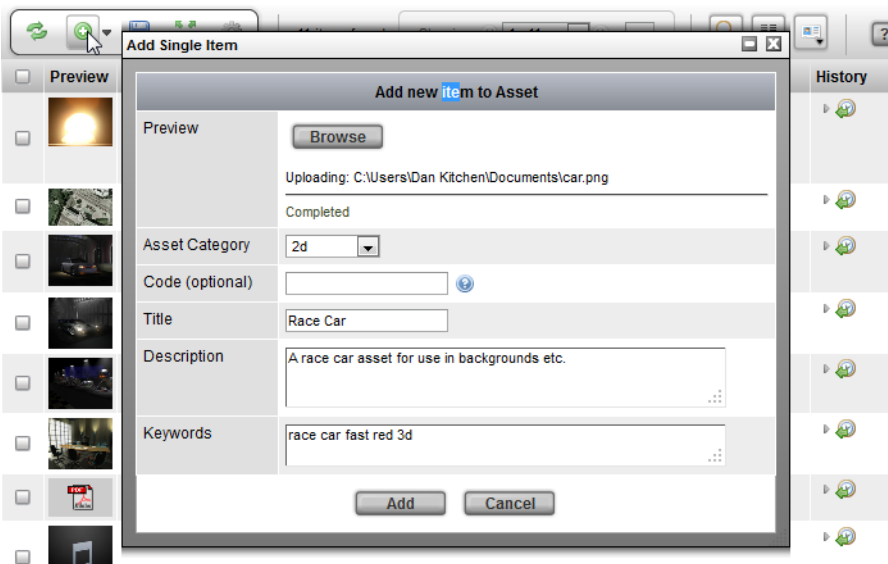 Add Single Item
Preview
History
Add new item to Asset
Preview
Browse
Uploading: C:\Users\Dan Kitchen\Documents\car.png
Completed
Asset Category
2d
Code (optional)
?
Title
Race Car
Description
A race car asset for use in backgrounds etc.
Keywords
race car fast red 3d
Add
Cancel